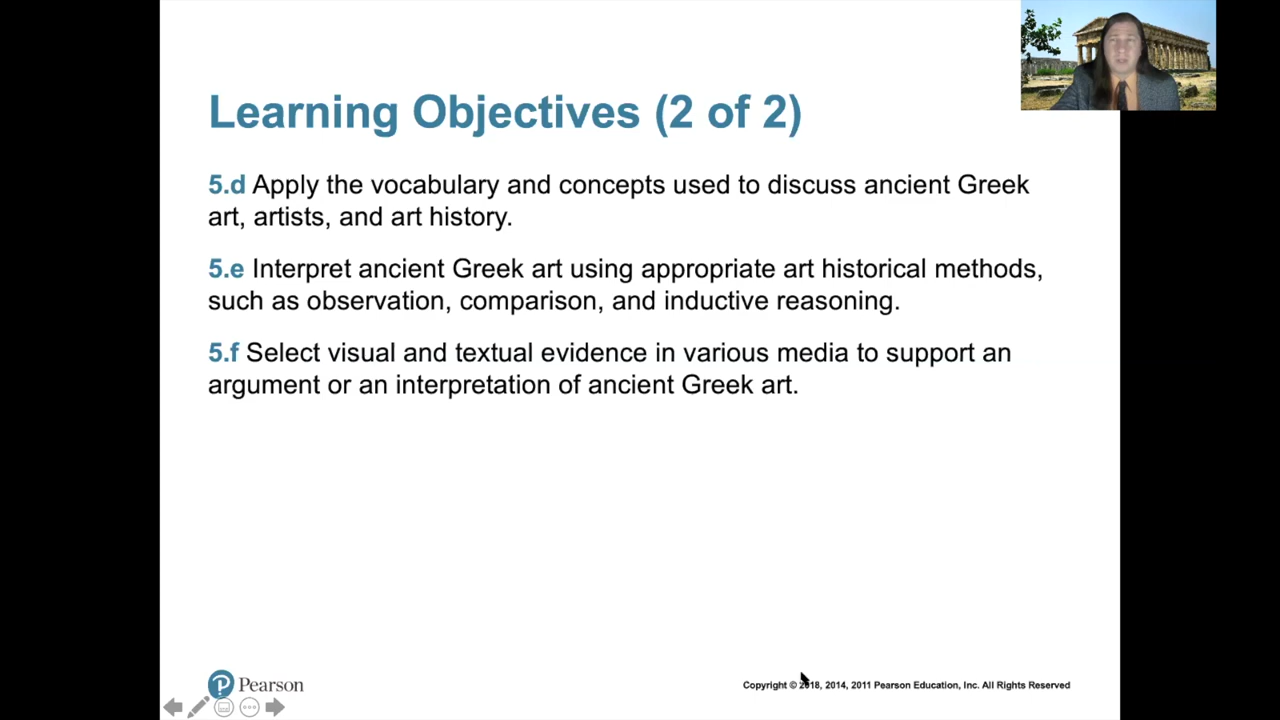 Learning Objectives (2 of 2)
5.d Apply the vocabulary and concepts used to discuss ancient Greek
art, artists, and art history.
5.e Interpret ancient Greek art using appropriate art historical methods,
such as observation, comparison, and inductive reasoning.
5.f Select visual and textual evidence in various media to support an
argument or an interpretation of ancient Greek art.
P Pearson
Copyright © 2018, 2014, 2011 Pearson Education, Inc. All Rights Reserved